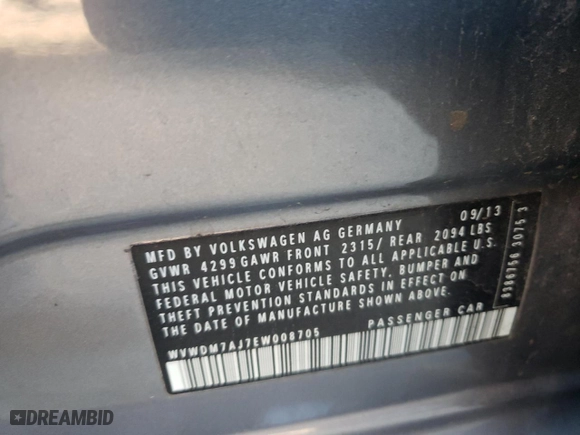 MFD BY VOLKSWAGEN AG GERMANY 09/13
GVWR 4299 GAWR FRONT 2315/ REAR 2094 LBS
THIS VEHICLE CONFORMS TO ALL APPLICABLE U.S.
FEDERAL MOTOR VEHICLE SAFETY, BUMPER AND
THEFT PREVENTION STANDARDS IN EFFECT ON
THE DATE OF MANUFACTURE SHOWN ABOVE.
WVWDM7AJ7EW008705 PASSENGER CAR
DREAMBID